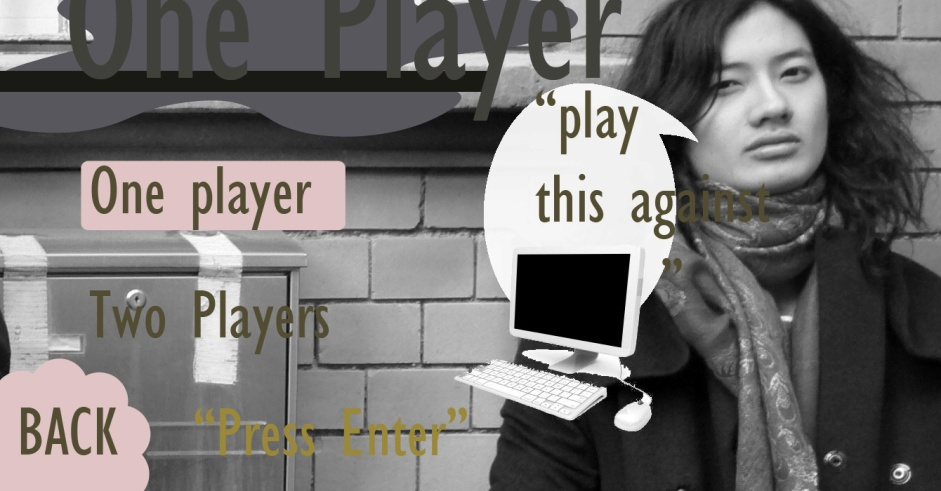 One Player
"play
this against
"
One player
Two Players
BACK
"Press Enter"